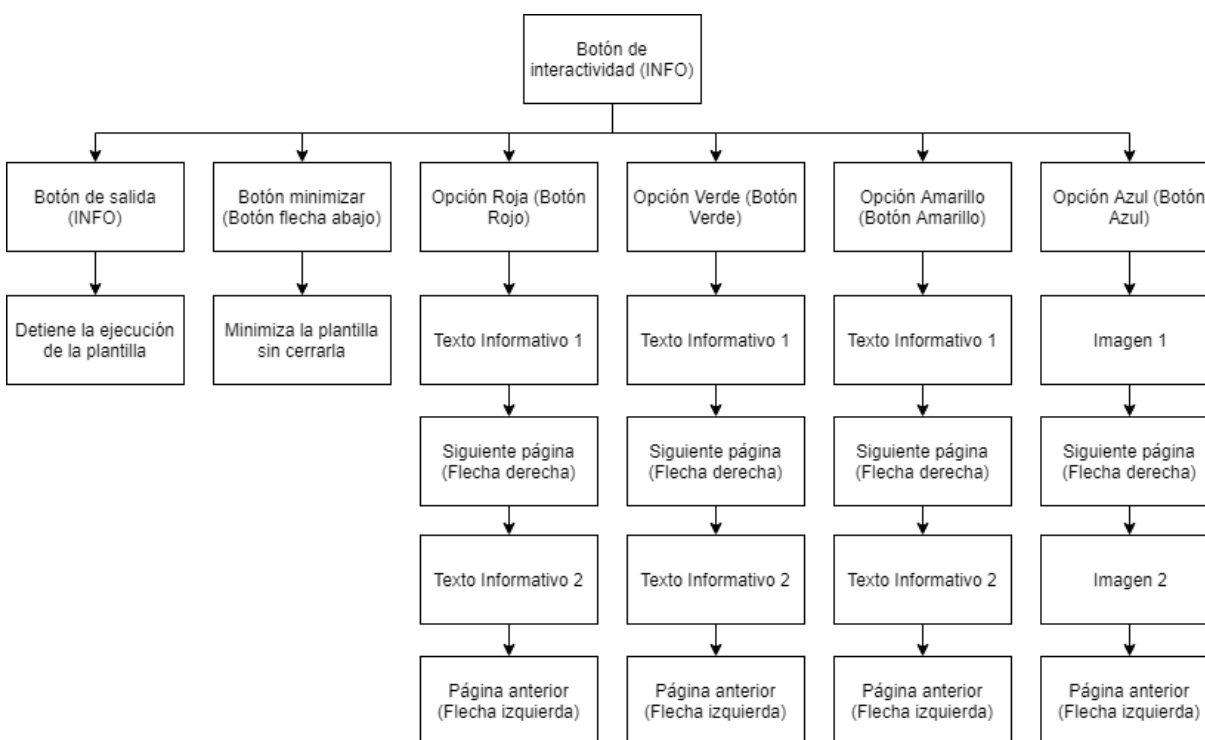 Botón de
interactividad (INFO)
Botón de salida
(INFO)
Botón minimizar
(Botón flecha abajo)
Opción Roja (Botón
Rojo)
Opción Verde (Botón
Verde)
Opción Amarillo
(Botón Amarillo)
Opción Azul (Botón
Azul)
Detiene la ejecución
de la plantilla
Minimiza la plantilla
sin cerrarla
Texto Informativo 1
Texto Informativo 1
Texto Informativo 1
Imagen 1
Siguiente página
(Flecha derecha)
Siguiente página
(Flecha derecha)
Siguiente página
(Flecha derecha)
Siguiente página
(Flecha derecha)
Texto Informativo 2
Texto Informativo 2
Texto Informativo 2
Imagen 2
Página anterior
(Flecha izquierda)
Página anterior
(Flecha izquierda)
Página anterior
(Flecha izquierda)
Página anterior
(Flecha izquierda)